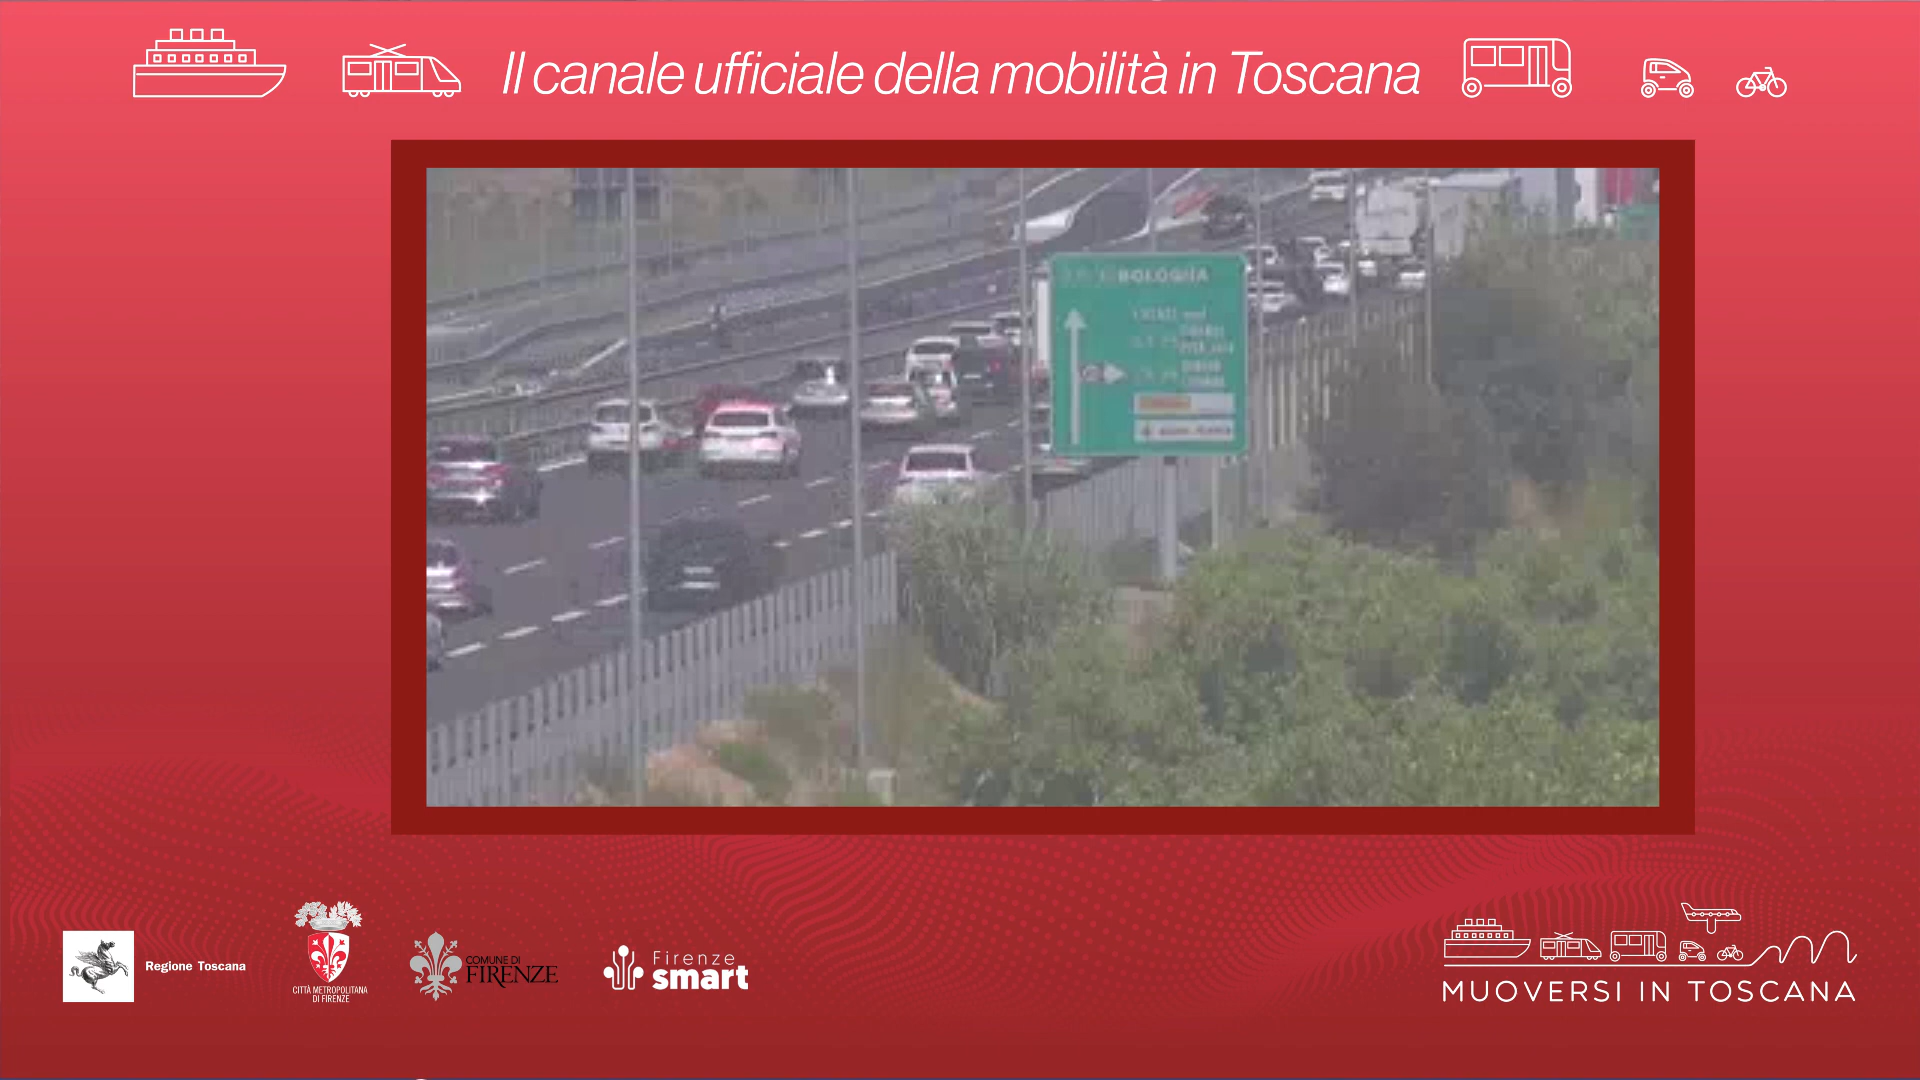 Il canale ufficiale della mobilità in Toscana
BOLOGNA
Regione Toscana
CITTÀ METROPOLITANA
DI FIRENZE
COMUNE DI
FIRENZE
Firenze
smart
MUOVERSI IN TOSCANA